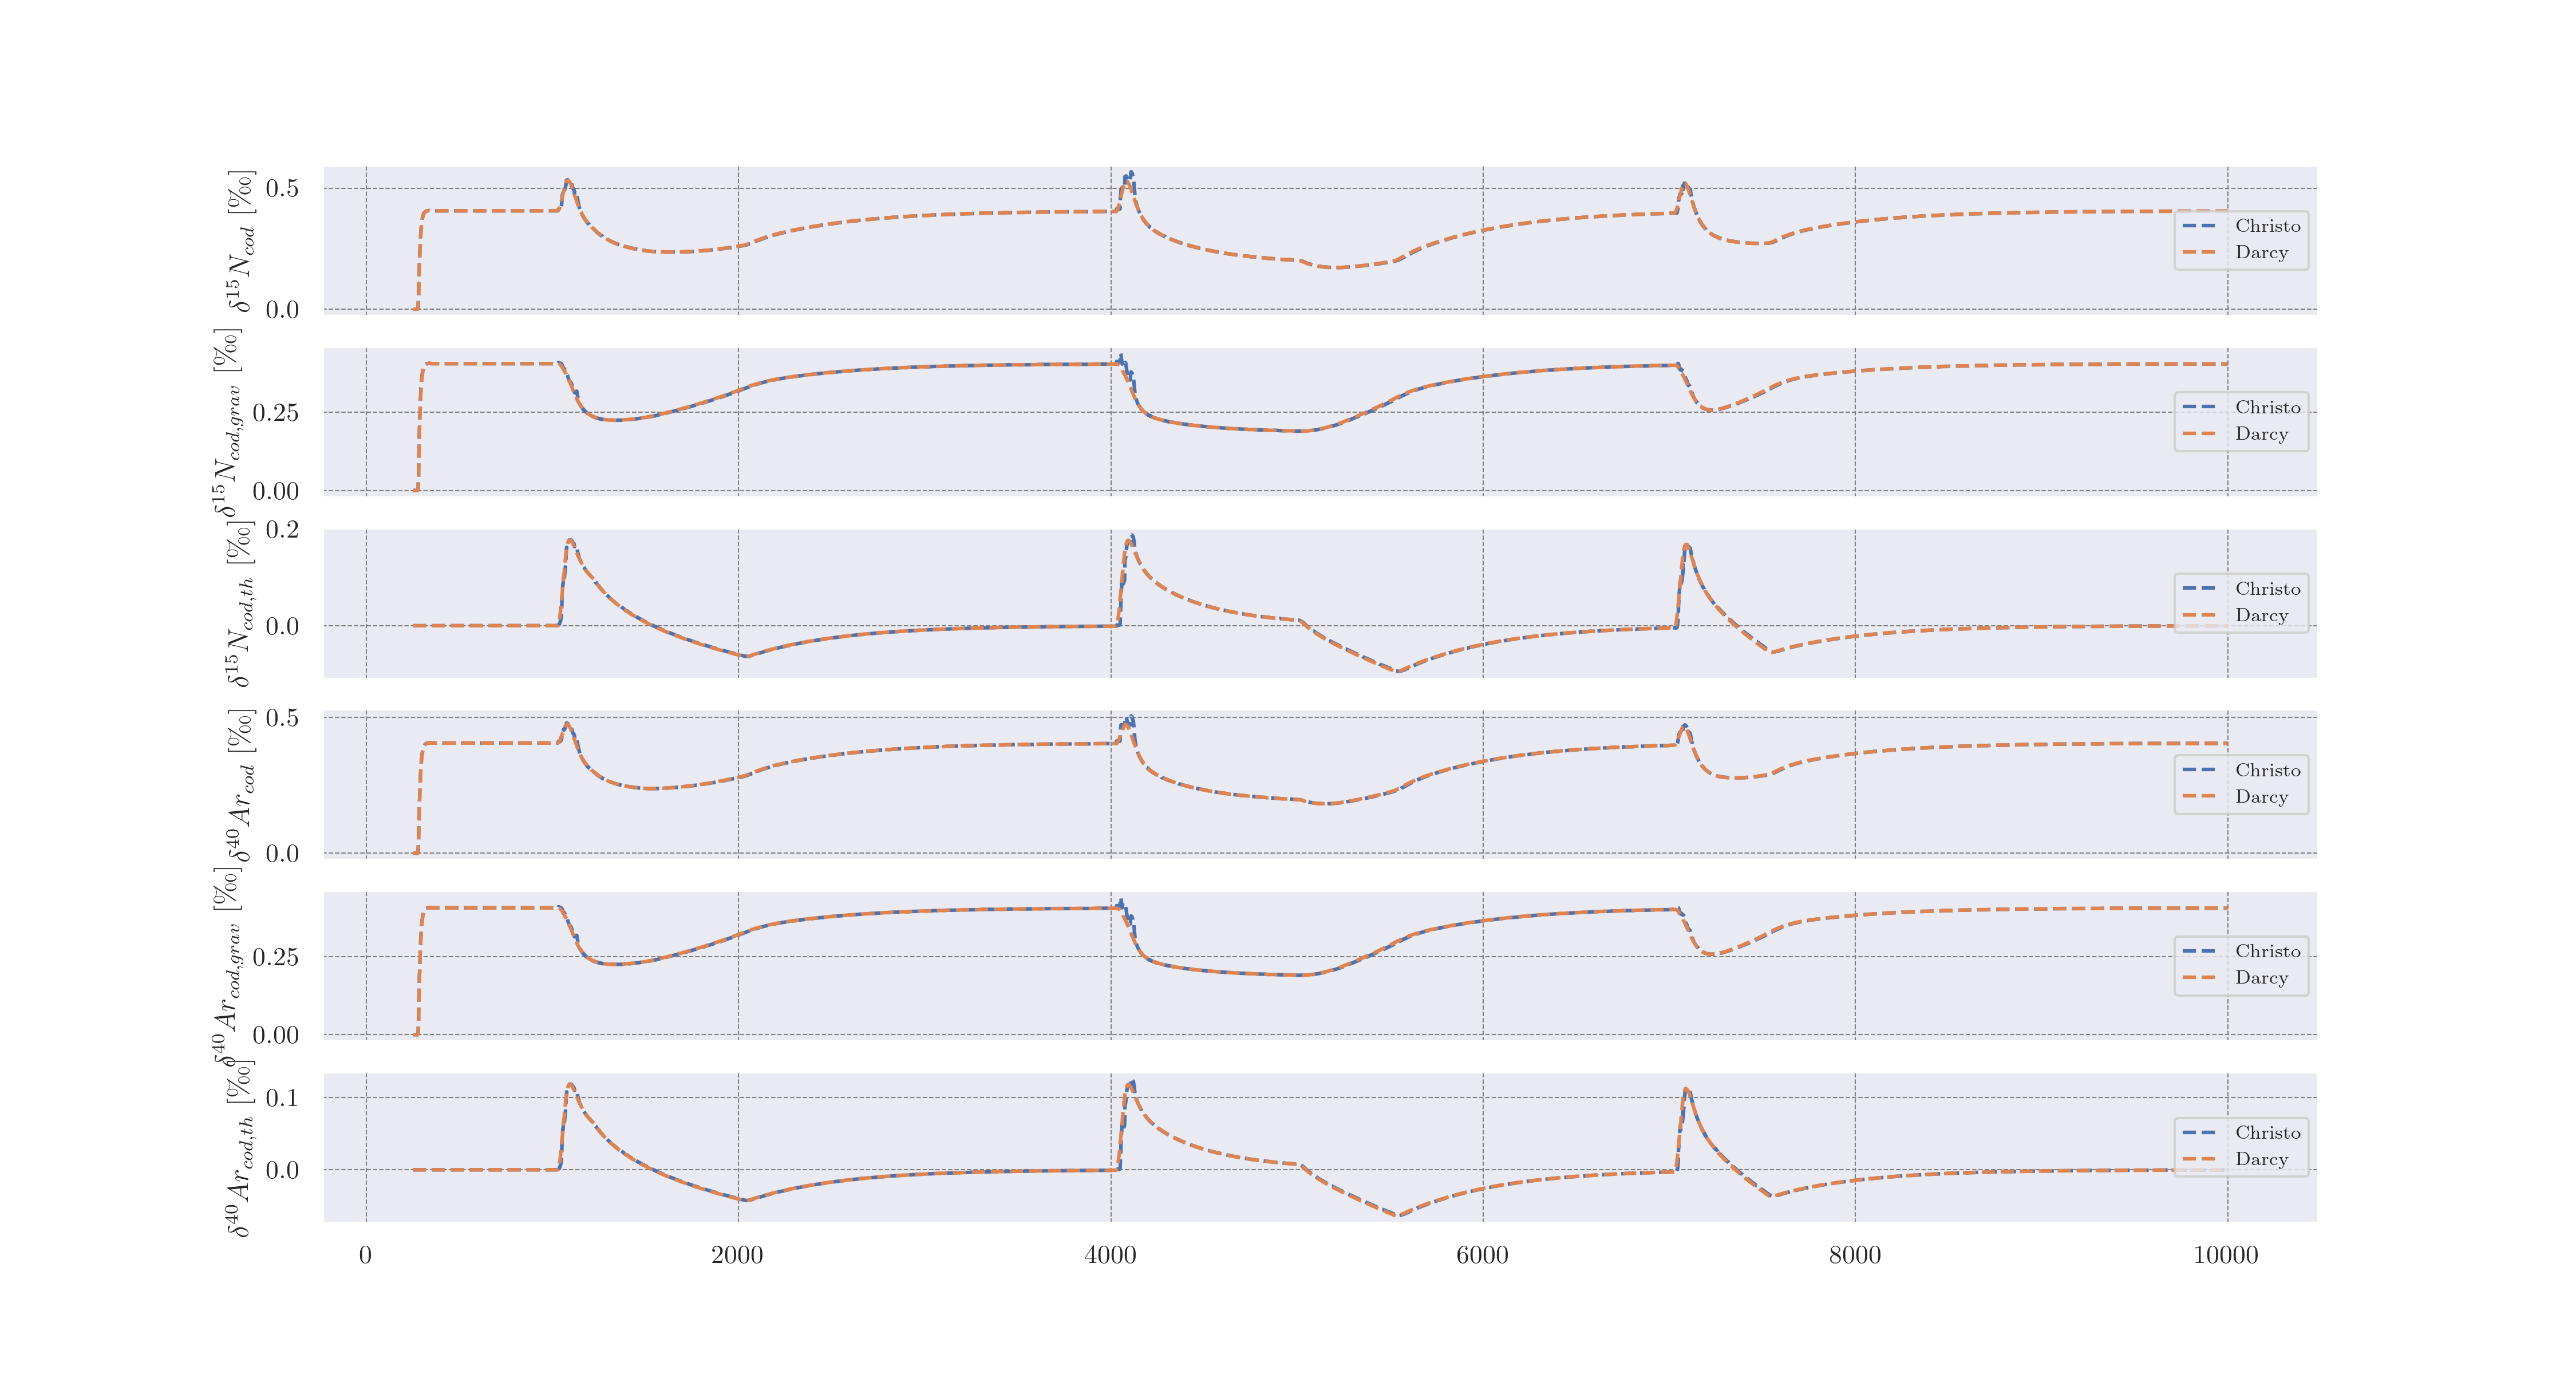 δ¹⁵N_cod [‰]
0.5
0.0
Christo
Darcy
δ¹⁵N_cod,grav [‰]
0.25
0.00
Christo
Darcy
δ¹⁵N_cod,th [‰]
0.2
0.0
Christo
Darcy
δ⁴⁰Ar_cod [‰]
0.5
0.0
Christo
Darcy
δ⁴⁰Ar_cod,grav [‰]
0.25
0.00
Christo
Darcy
δ⁴⁰Ar_cod,th [‰]
0.1
0.0
Christo
Darcy
0 2000 4000 6000 8000 10000